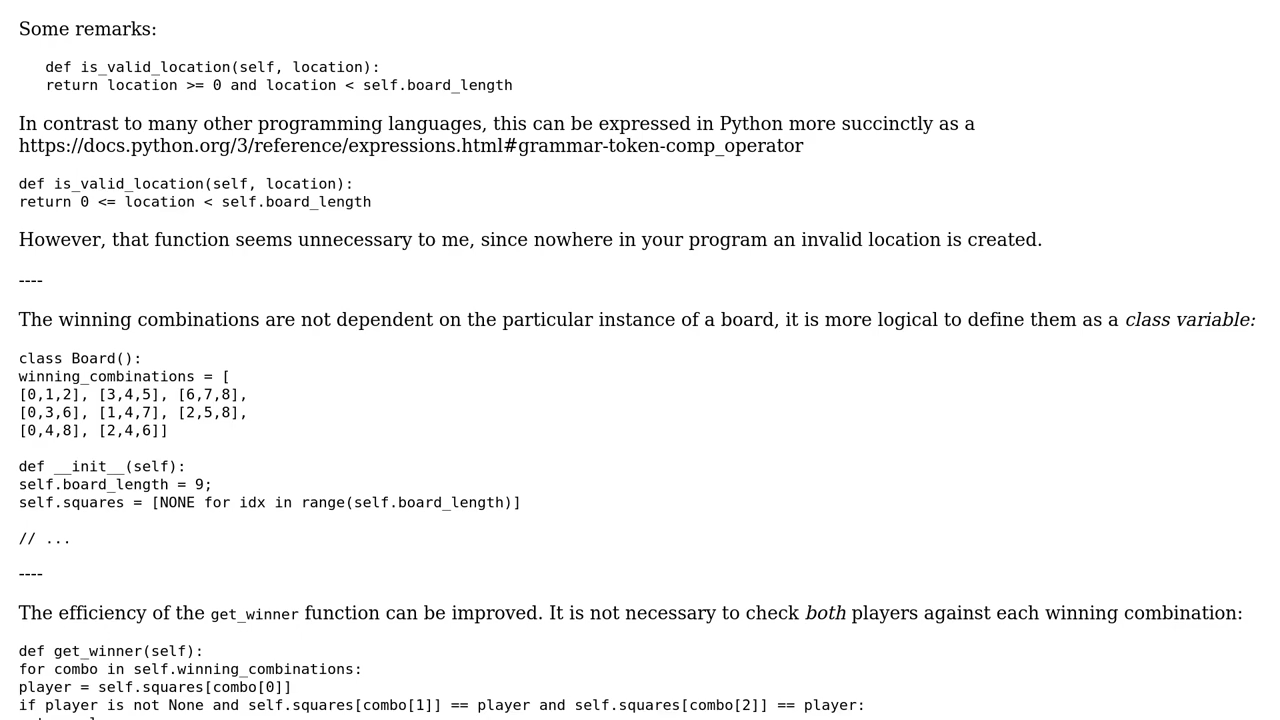 Some remarks:
def is_valid_location(self, location):
return location >= 0 and location < self.board_length
In contrast to many other programming languages, this can be expressed in Python more succinctly as a
https://docs.python.org/3/reference/expressions.html#grammar-token-comp_operator
def is_valid_location(self, location):
return 0 <= location < self.board_length
However, that function seems unnecessary to me, since nowhere in your program an invalid location is created.
----
The winning combinations are not dependent on the particular instance of a board, it is more logical to define them as a class variable:
class Board():
winning_combinations = [
[0,1,2], [3,4,5], [6,7,8],
[0,3,6], [1,4,7], [2,5,8],
[0,4,8], [2,4,6]]
def __init__(self):
self.board_length = 9;
self.squares = [NONE for idx in range(self.board_length)]
// ...
----
The efficiency of the get_winner function can be improved. It is not necessary to check both players against each winning combination:
def get_winner(self):
for combo in self.winning_combinations:
player = self.squares[combo[0]]
if player is not None and self.squares[combo[1]] == player and self.squares[combo[2]] == player: